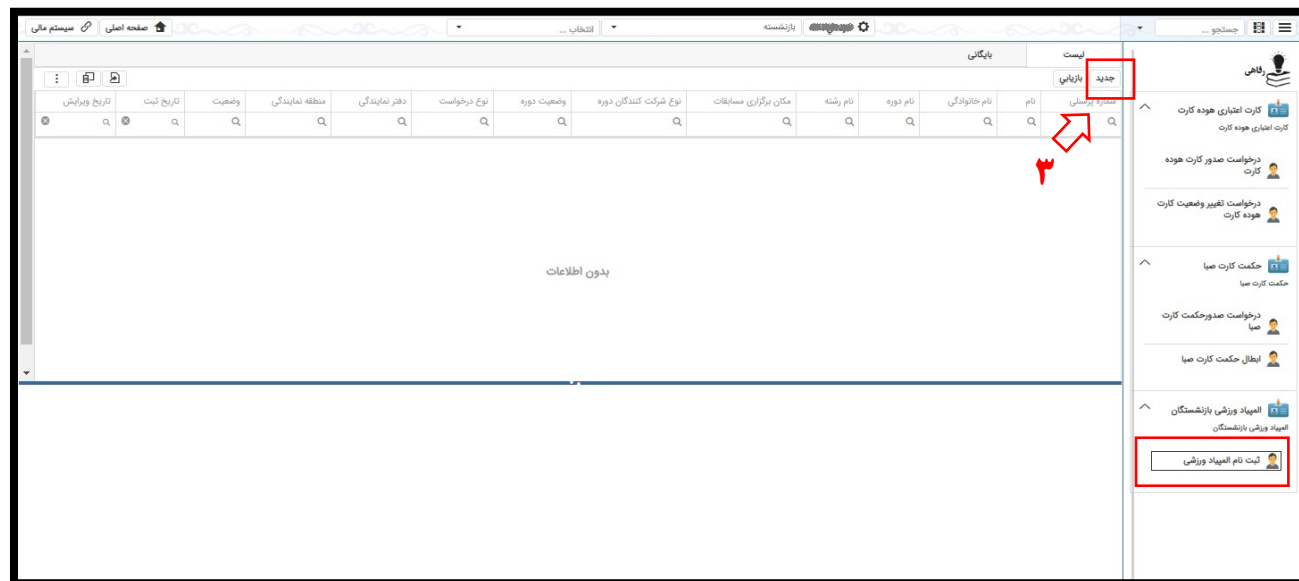 جستجو ...
بازنشسته
انتخاب ...
صفحه اصلی
سیستم مالی
رفاهی
کارت اعتباری هوده کارت
کارت اعتباری هوده کارت
درخواست صدور کارت هوده
کارت
درخواست تغییر وضعیت کارت
هوده کارت
حکمت کارت صبا
حکمت کارت صبا
درخواست صدورحکمت کارت
صبا
ابطال حکمت کارت صبا
المپیاد ورزشی بازنشستگان
المپیاد ورزشی بازنشستگان
ثبت نام المپیاد ورزشی
لیست بایگانی
جدید بازیابي
شماره پرسنلی نام نام خانوادگی نام دوره نام رشته مکان برگزاری مسابقات نوع شرکت کنندگان دوره وضعیت دوره نوع درخواست دفتر نمایندگی منطقه نمایندگی وضعیت تاریخ ثبت تاریخ ویرایش
۳
بدون اطلاعات